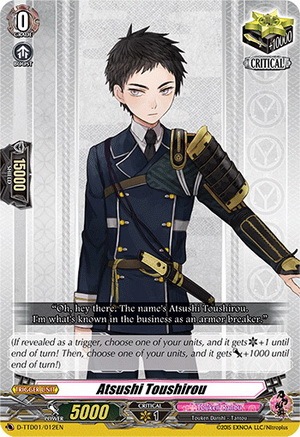 0
GRADE
BOOST
+10000
CRITICAL
15000
SHIELD
"Oh, hey there. The name's Atsushi Toushirou.
I'm what's known in the business as an armor breaker."
(If revealed as a trigger, choose one of your units, and it gets +1 until
end of turn! Then, choose one of your units, and it gets +10000 until
end of turn!)
TRIGGER UNIT
Atsushi Toushirou
D-TTD01/012EN
POWER 5000
CRITICAL
1
Touken Danshi - Tantou
©2015 EXNOA LLC/Nitroplus